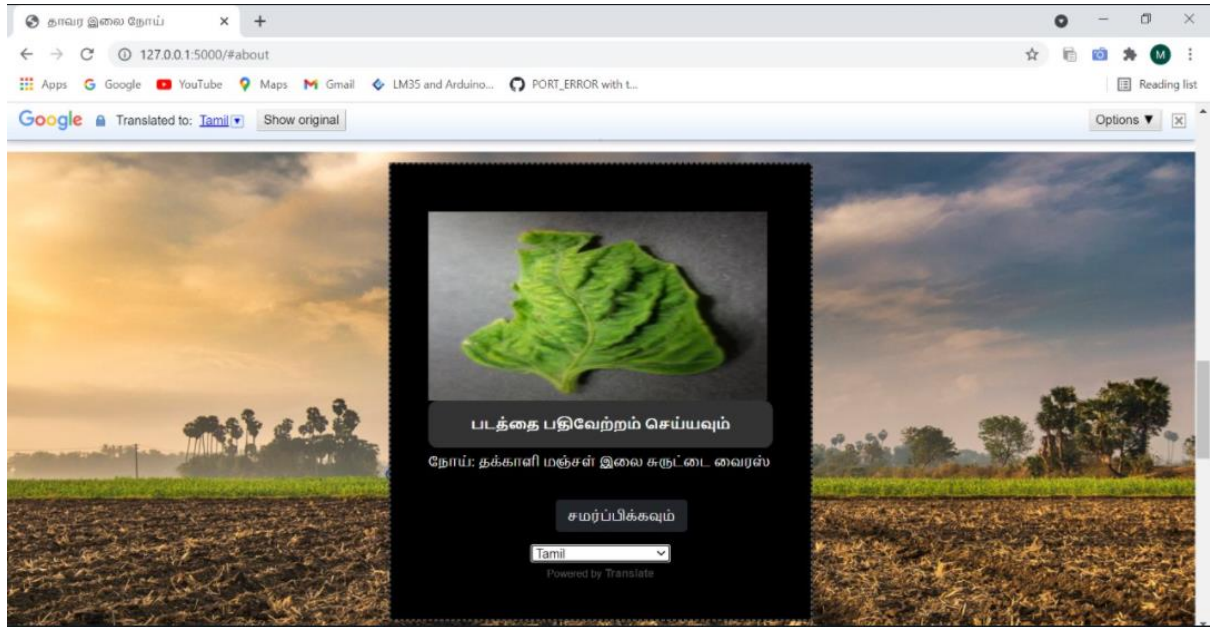 தாவர இலை நோய்
127.0.0.1:5000/#about
M
Apps Google YouTube Maps Gmail LM35 and Arduino... PORT_ERROR with t... Reading list
Google Translated to: Tamil Show original Options ▼
படத்தை பதிவேற்றம் செய்யவும்
நோய்: தக்காளி மஞ்சள் இலை சுருட்டை வைரஸ்
சமர்ப்பிக்கவும்
Tamil
Powered by Translate